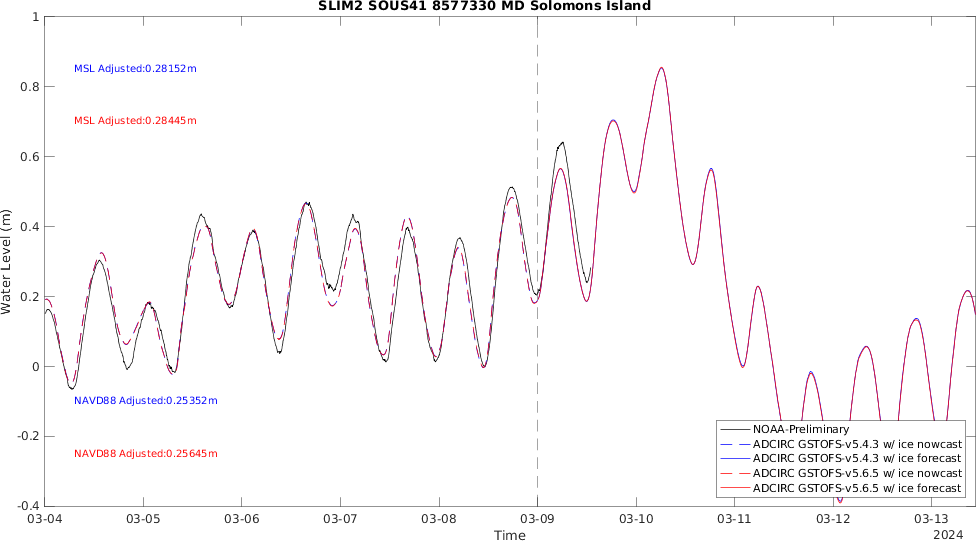 SLIM2 SOUS41 8577330 MD Solomons Island
1
0.8
0.6
0.4
0.2
0
-0.2
-0.4
Water Level (m)
MSL Adjusted:0.28152m
MSL Adjusted:0.28445m
NAVD88 Adjusted:0.25352m
NAVD88 Adjusted:0.25645m
NOAA-Preliminary
ADCIRC GSTOFS-v5.4.3 w/ ice nowcast
ADCIRC GSTOFS-v5.4.3 w/ ice forecast
ADCIRC GSTOFS-v5.6.5 w/ ice nowcast
ADCIRC GSTOFS-v5.6.5 w/ ice forecast
03-04 03-05 03-06 03-07 03-08 03-09 03-10 03-11 03-12 03-13
Time
2024